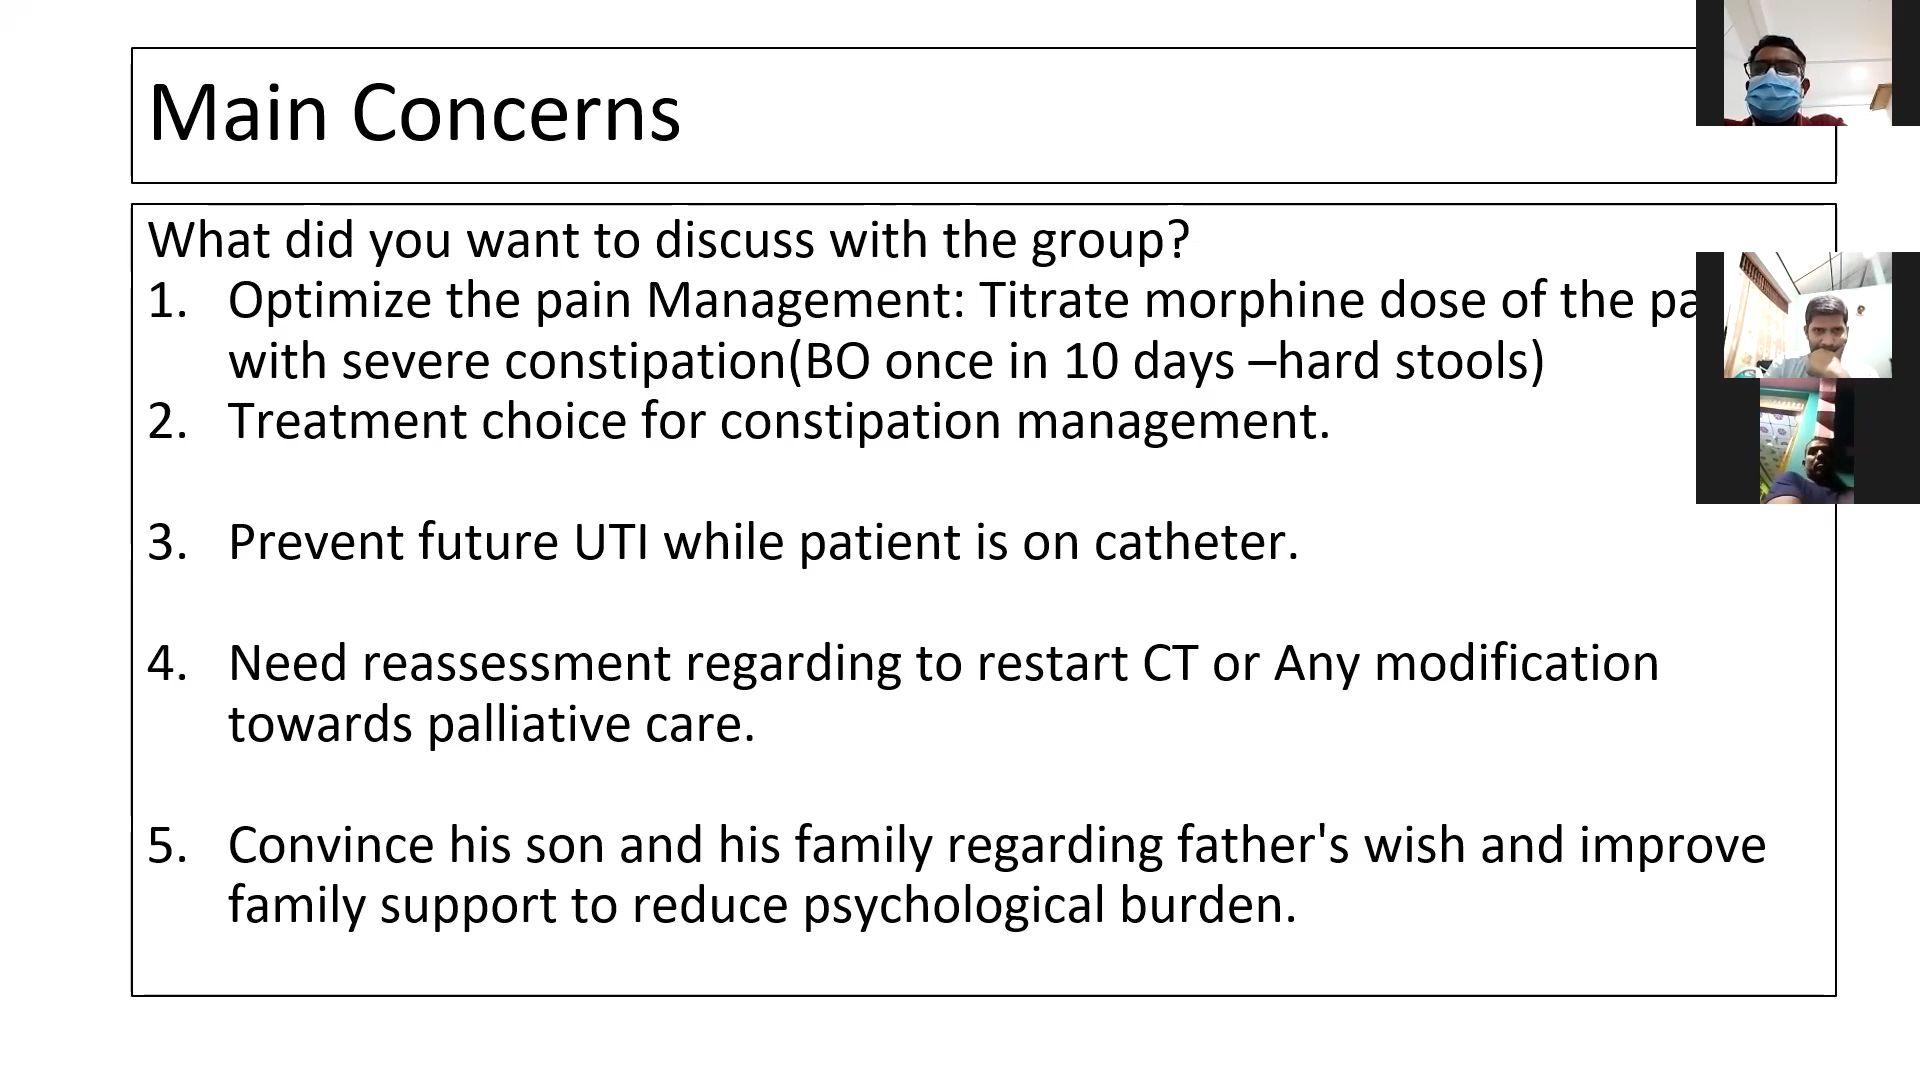 Main Concerns
What did you want to discuss with the group?
1. Optimize the pain Management: Titrate morphine dose of the
with severe constipation(BO once in 10 days –hard stools)
2. Treatment choice for constipation management.
3. Prevent future UTI while patient is on catheter.
4. Need reassessment regarding to restart CT or Any modification
towards palliative care.
5. Convince his son and his family regarding father's wish and improve
family support to reduce psychological burden.